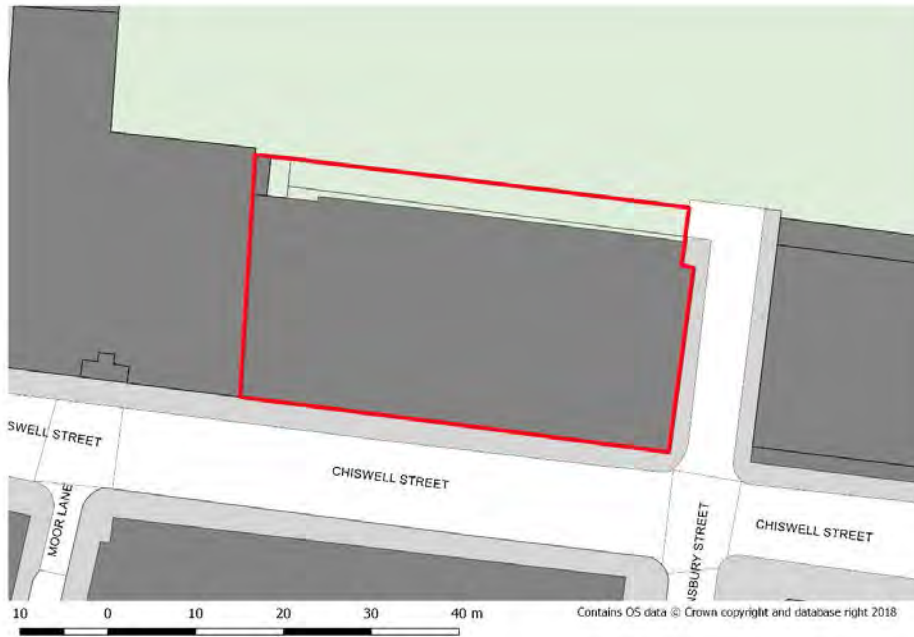 SWELL STREET
CHISWELL STREET
CHISWELL STREET
MOOR LANE
NSBURY STREET
10 0 10 20 30 40 m
Contains OS data © Crown copyright and database right 2018